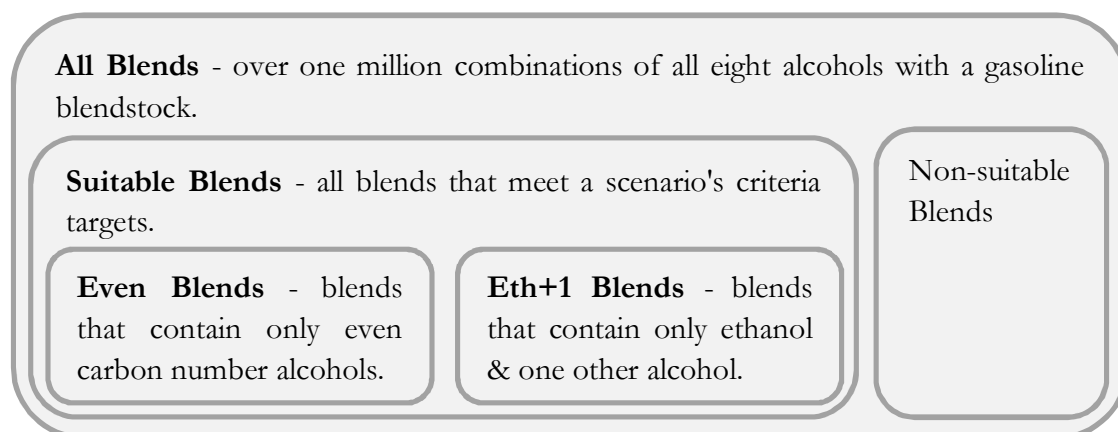 All Blends - over one million combinations of all eight alcohols with a gasoline
blendstock.
Suitable Blends - all blends that meet a scenario's criteria
targets.
Even Blends - blends
that contain only even
carbon number alcohols.
Eth+1 Blends - blends
that contain only ethanol
& one other alcohol.
Non-suitable
Blends